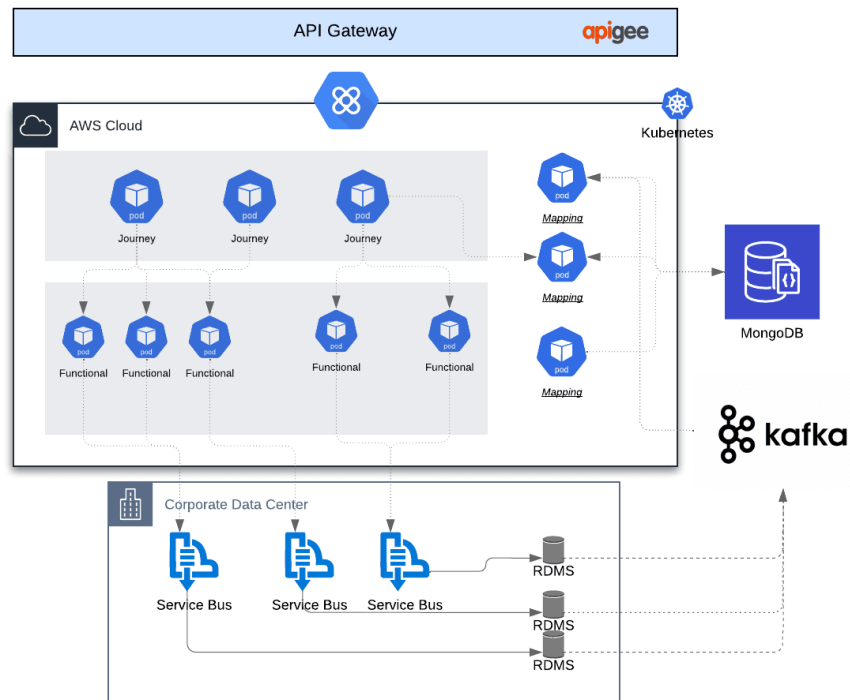 API Gateway
apigee
AWS Cloud
Kubernetes
pod
pod
pod
pod
Journey
Journey
Journey
Mapping
pod
Mapping
pod
pod
pod
pod
pod
pod
Functional
Functional
Functional
Functional
Functional
Mapping
MongoDB
kafka
Corporate Data Center
Service Bus
Service Bus
Service Bus
RDMS
RDMS
RDMS